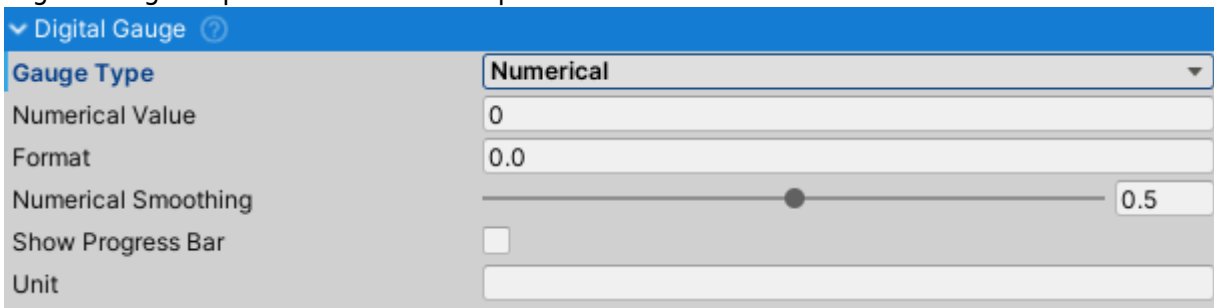 Digital Gauge ?
Gauge Type Numerical
Numerical Value 0
Format 0.0
Numerical Smoothing 0.5
Show Progress Bar
Unit